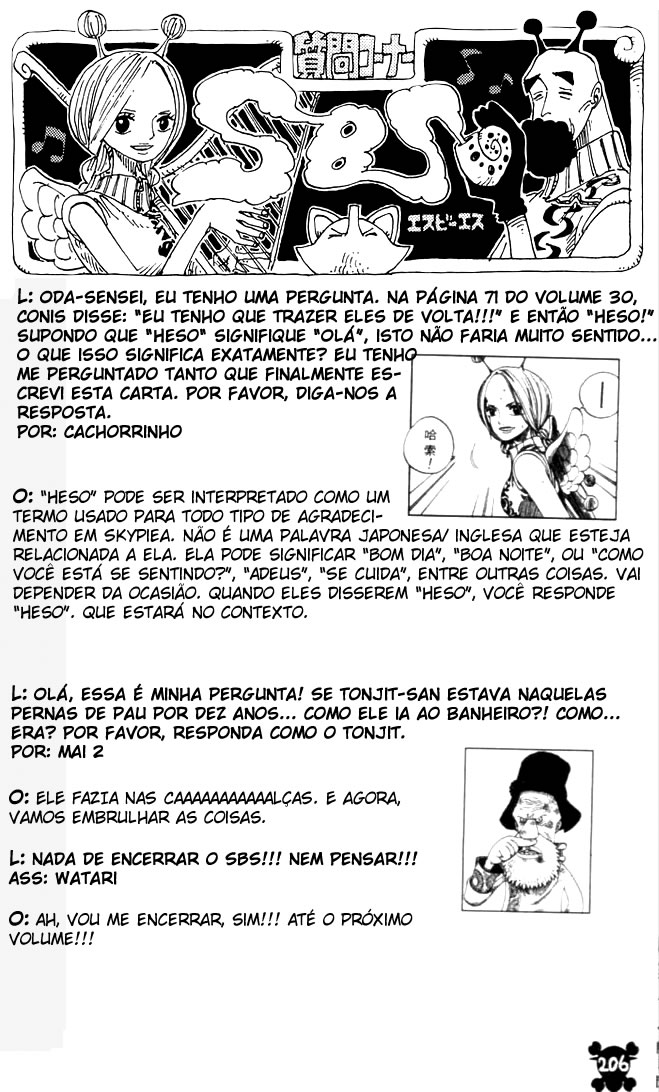 質問コーナー
SBS
エスビーエス
L: ODA-SENSEI, EU TENHO UMA PERGUNTA. NA PÁGINA 71 DO VOLUME 30,
CONIS DISSE: "EU TENHO QUE TRAZER ELES DE VOLTA!!!" E ENTÃO "HESO!"
SUPONDO QUE "HESO" SIGNIFIQUE "OLÁ", ISTO NÃO FARIA MUITO SENTIDO...
O QUE ISSO SIGNIFICA EXATAMENTE? EU TENHO
ME PERGUNTADO TANTO QUE FINALMENTE ES-
CREVI ESTA CARTA. POR FAVOR, DIGA-NOS A
RESPOSTA.
POR: CACHORRINHO
哈索!
O: "HESO" PODE SER INTERPRETADO COMO UM
TERMO USADO PARA TODO TIPO DE AGRADECI-
MENTO EM SKYPIEA. NÃO É UMA PALAVRA JAPONESA/ INGLESA QUE ESTEJA
RELACIONADA A ELA. ELA PODE SIGNIFICAR "BOM DIA", "BOA NOITE", OU "COMO
VOCÊ ESTÁ SE SENTINDO?", "ADEUS", "SE CUIDA", ENTRE OUTRAS COISAS. VAI
DEPENDER DA OCASIÃO. QUANDO ELES DISSEREM "HESO", VOCÊ RESPONDE
"HESO". QUE ESTARÁ NO CONTEXTO.
L: OLÁ, ESSA É MINHA PERGUNTA! SE TONJIT-SAN ESTAVA NAQUELAS
PERNAS DE PAU POR DEZ ANOS... COMO ELE IA AO BANHEIRO?! COMO...
ERA? POR FAVOR, RESPONDA COMO O TONJIT.
POR: MAI 2
O: ELE FAZIA NAS CAAAAAAAAAALÇAS. E AGORA,
VAMOS EMBRULHAR AS COISAS.
L: NADA DE ENCERRAR O SBS!!! NEM PENSAR!!!
ASS: WATARI
O: AH, VOU ME ENCERRAR, SIM!!! ATÉ O PRÓXIMO
VOLUME!!!
206